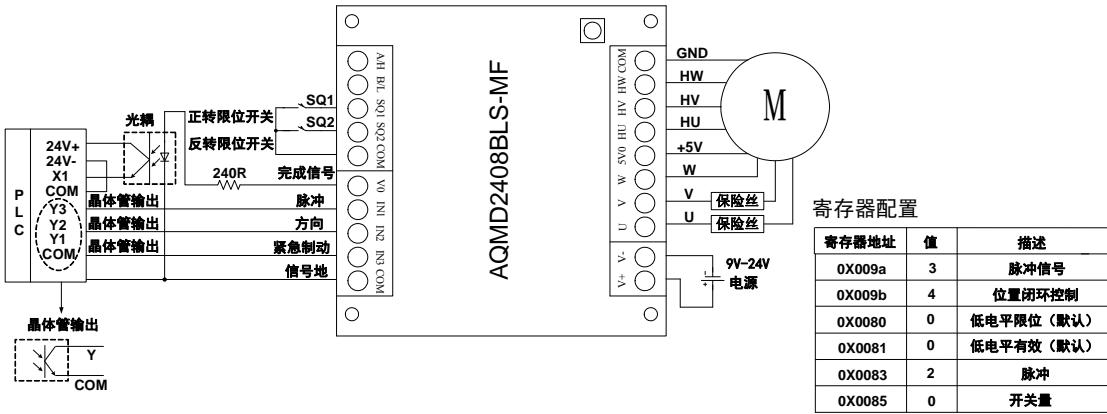 AQMD2408BLS-MF
A/H
B/L
SQ1
SQ2
COM
V0
IN1
IN2
IN3
COM
COM
HW
HV
HU
5V0
W
V
U
V-
V+
光耦
24V+
24V-
X1
COM
Y3
Y2
Y1
COM
PLC
正转限位开关
SQ1
反转限位开关
SQ2
240R
完成信号
晶体管输出
脉冲
晶体管输出
方向
晶体管输出
紧急制动
信号地
晶体管输出
Y
COM
GND
HW
HV
HU
+5V
W
V 保险丝
U 保险丝
M
9V-24V
电源
寄存器配置
寄存器地址 值 描述
0X009a 3 脉冲信号
0X009b 4 位置闭环控制
0X0080 0 低电平限位（默认）
0X0081 0 低电平有效（默认）
0X0083 2 脉冲
0X0085 0 开关量